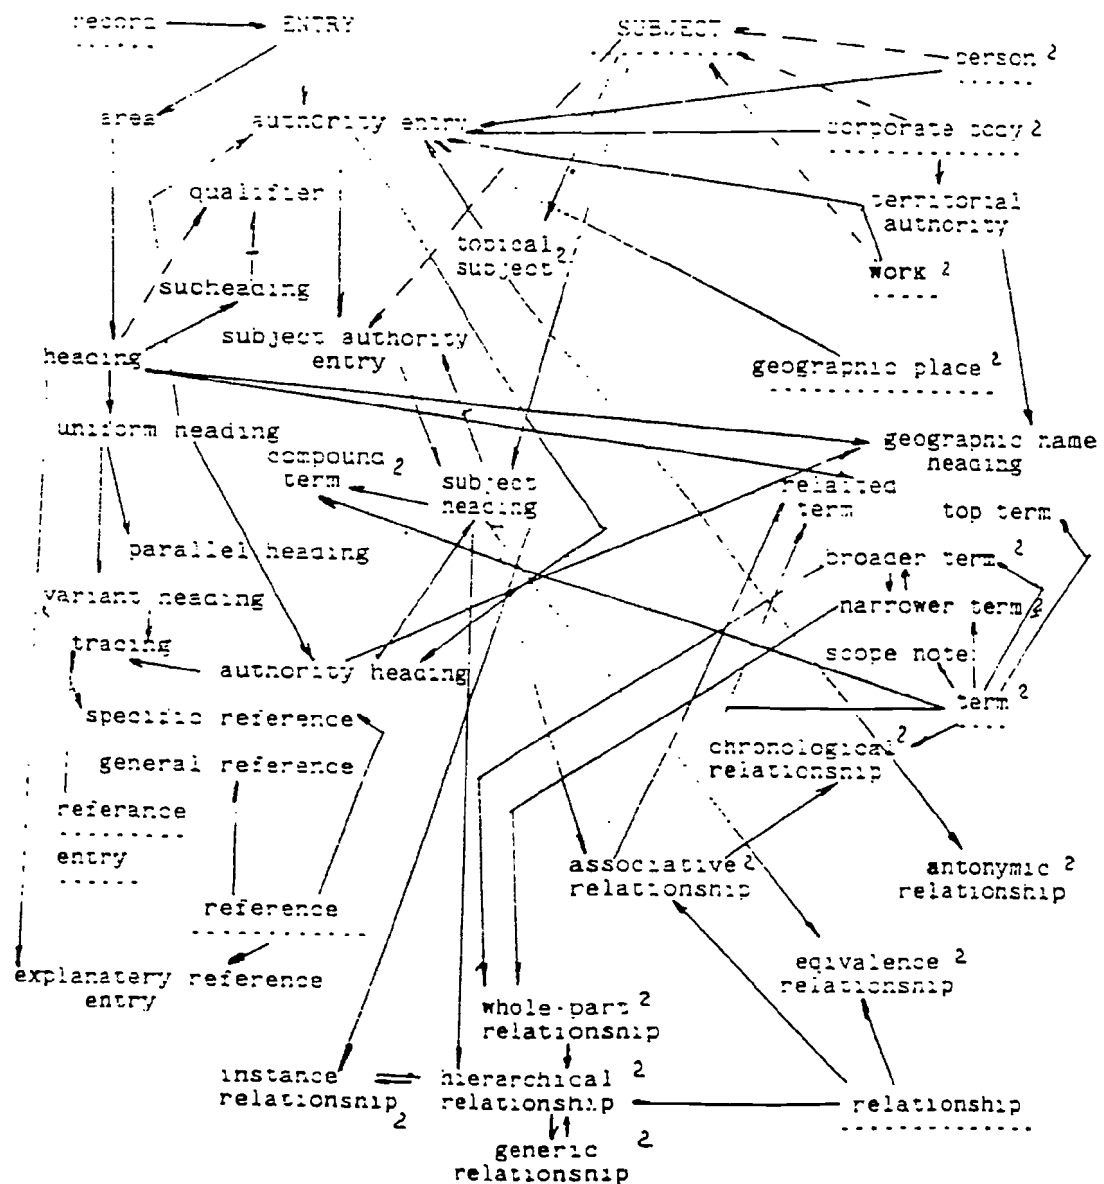 record
ENTRY
SUBJECT
person 2
area
authority entry
corporate body 2
qualifier
territorial
authority
topical 2
subject
work 2
subheading
subject authority
entry
heading
geographic place 2
uniform heading
geographic name
heading
compound 2
term
subject
heading
relaited
term
top term
parallel heading
broader term 2
variant heading
narrower term 2
tracing
scope note
authority heading
term 2
specific reference
chronological 2
relationship
general reference
referance
entry
associative 2
relationship
antonymic 2
relationship
reference
eqivalence 2
relationship
explanatery reference
entry
whole-part 2
relationship
instance
relationship 2
hierarchical 2
relationship
relationship
generic 2
relationship